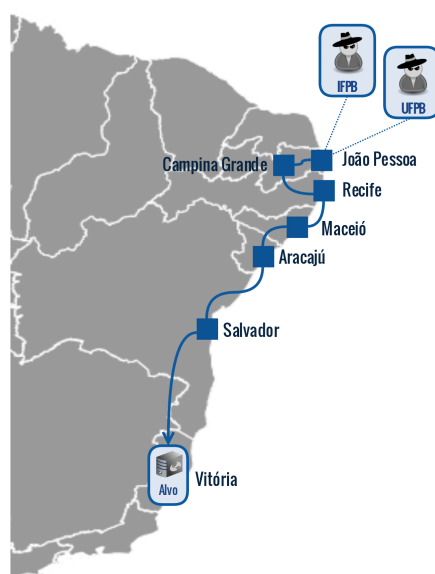 IFPB
UFPB
João Pessoa
Campina Grande
Recife
Maceió
Aracajú
Salvador
Alvo
Vitória